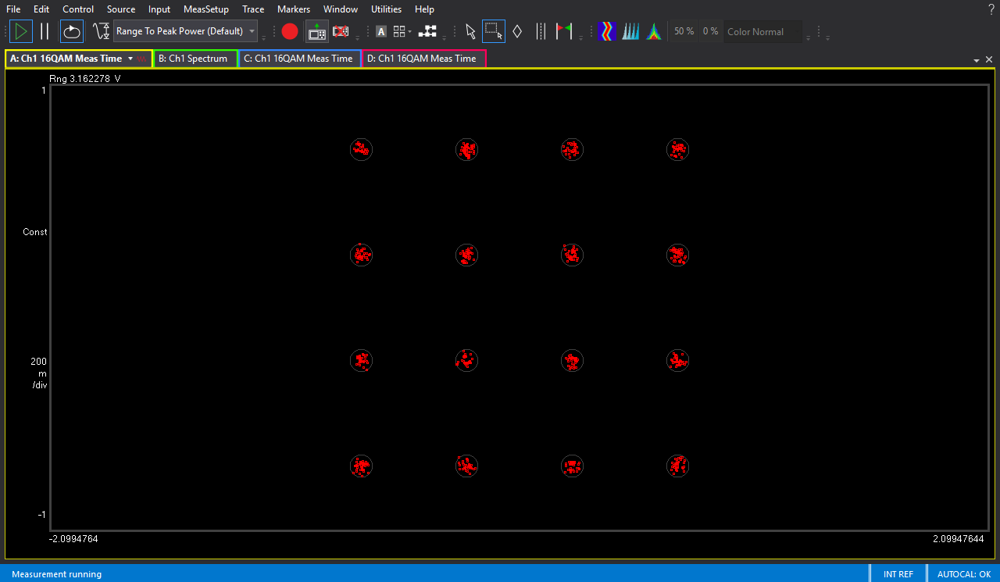 File Edit Control Source Input MeasSetup Trace Markers Window Utilities Help ?
Range To Peak Power (Default) A 50 % 0 % Color Normal
A: Ch1 16QAM Meas Time B: Ch1 Spectrum C: Ch1 16QAM Meas Time D: Ch1 16QAM Meas Time
Rng 3.162278 V
1
Const
200
m
/div
-1
-2.0994764 2.09947644
Measurement running INT REF AUTOCAL: OK